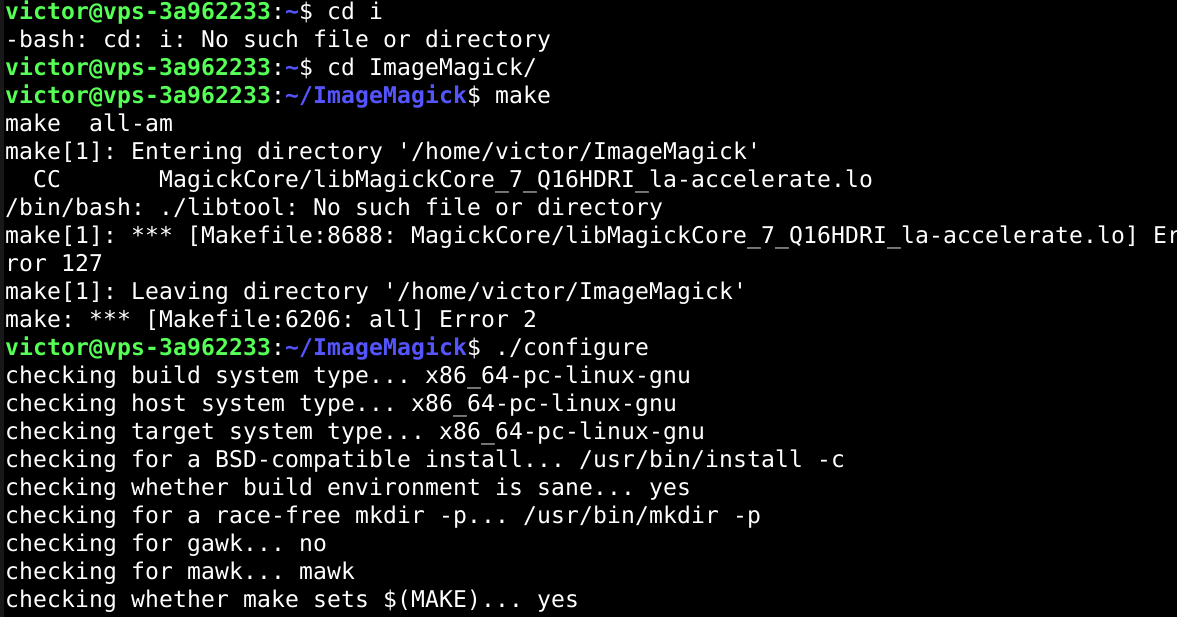 victor@vps-3a962233:~$ cd i
-bash: cd: i: No such file or directory
victor@vps-3a962233:~$ cd ImageMagick/
victor@vps-3a962233:~/ImageMagick$ make
make  all-am
make[1]: Entering directory '/home/victor/ImageMagick'
  CC       MagickCore/libMagickCore_7_Q16HDRI_la-accelerate.lo
/bin/bash: ./libtool: No such file or directory
make[1]: *** [Makefile:8688: MagickCore/libMagickCore_7_Q16HDRI_la-accelerate.lo] Er
ror 127
make[1]: Leaving directory '/home/victor/ImageMagick'
make: *** [Makefile:6206: all] Error 2
victor@vps-3a962233:~/ImageMagick$ ./configure
checking build system type... x86_64-pc-linux-gnu
checking host system type... x86_64-pc-linux-gnu
checking target system type... x86_64-pc-linux-gnu
checking for a BSD-compatible install... /usr/bin/install -c
checking whether build environment is sane... yes
checking for a race-free mkdir -p... /usr/bin/mkdir -p
checking for gawk... no
checking for mawk... mawk
checking whether make sets $(MAKE)... yes